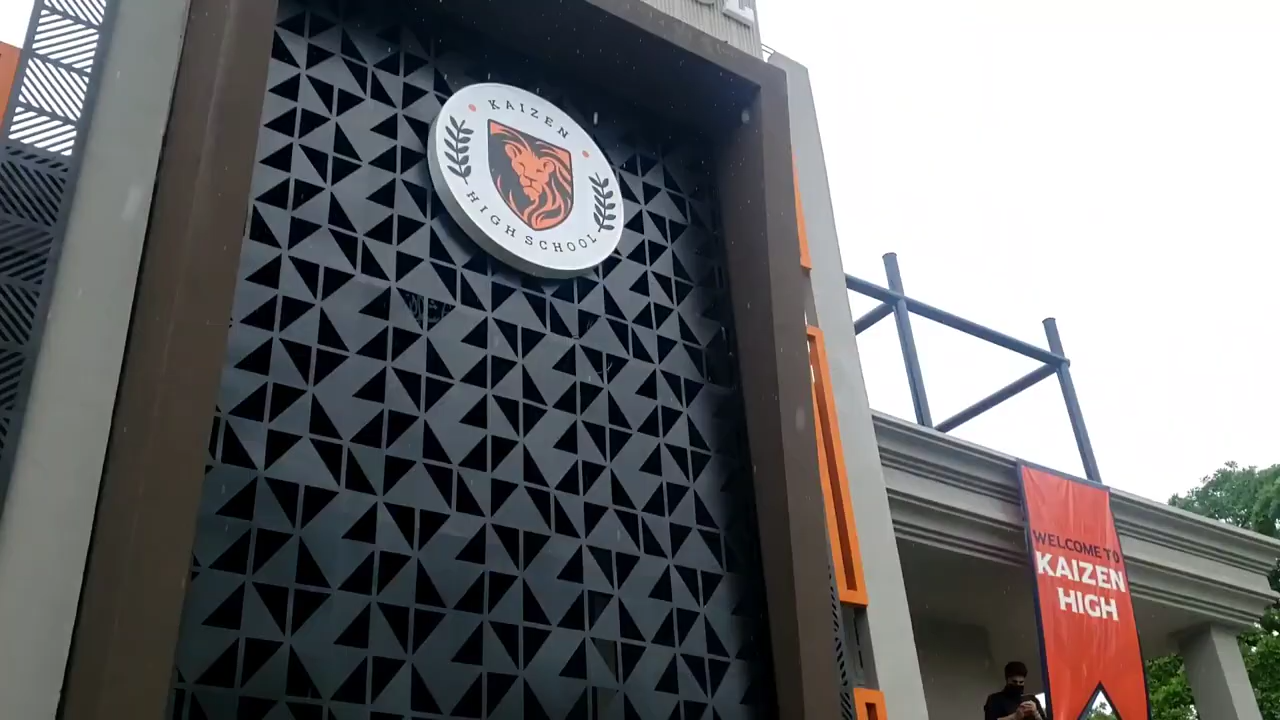 KAIZEN
HIGH SCHOOL
WELCOME TO
KAIZEN
HIGH